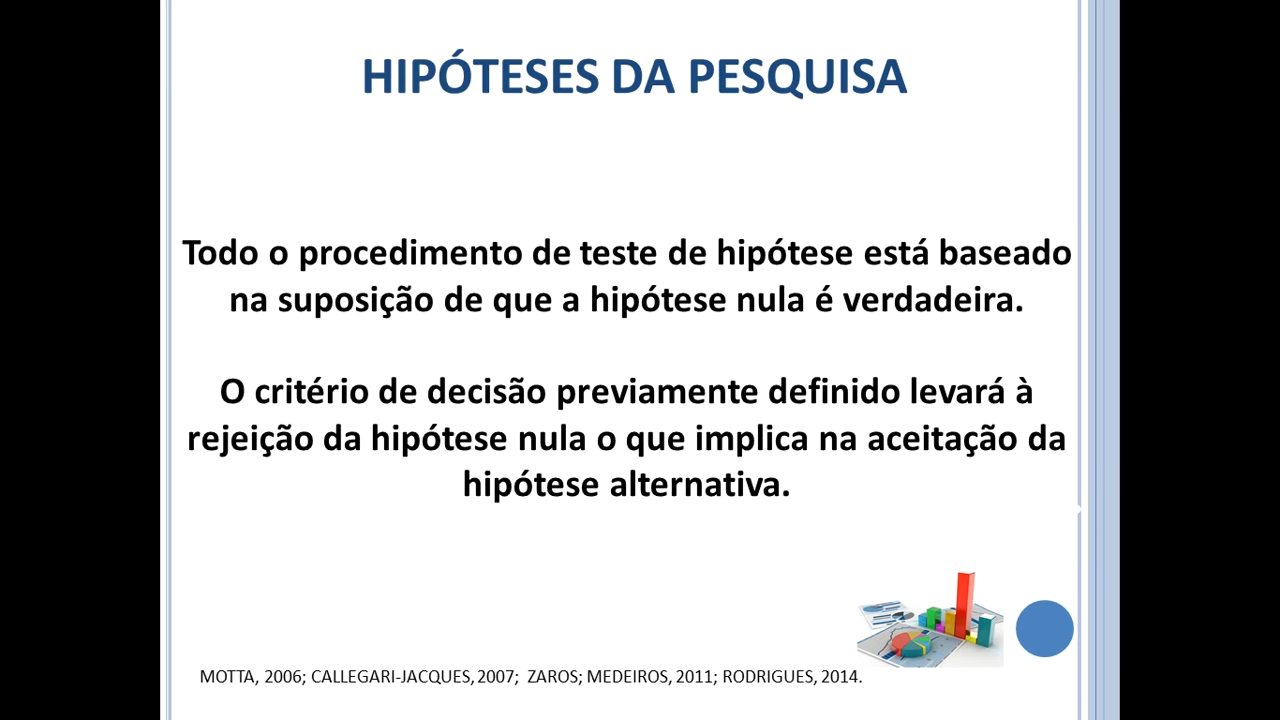 HIPÓTESES DA PESQUISA
Todo o procedimento de teste de hipótese está baseado
na suposição de que a hipótese nula é verdadeira.
O critério de decisão previamente definido levará à
rejeição da hipótese nula o que implica na aceitação da
hipótese alternativa.
MOTTA, 2006; CALLEGARI-JACQUES, 2007; ZAROS; MEDEIROS, 2011; RODRIGUES, 2014.